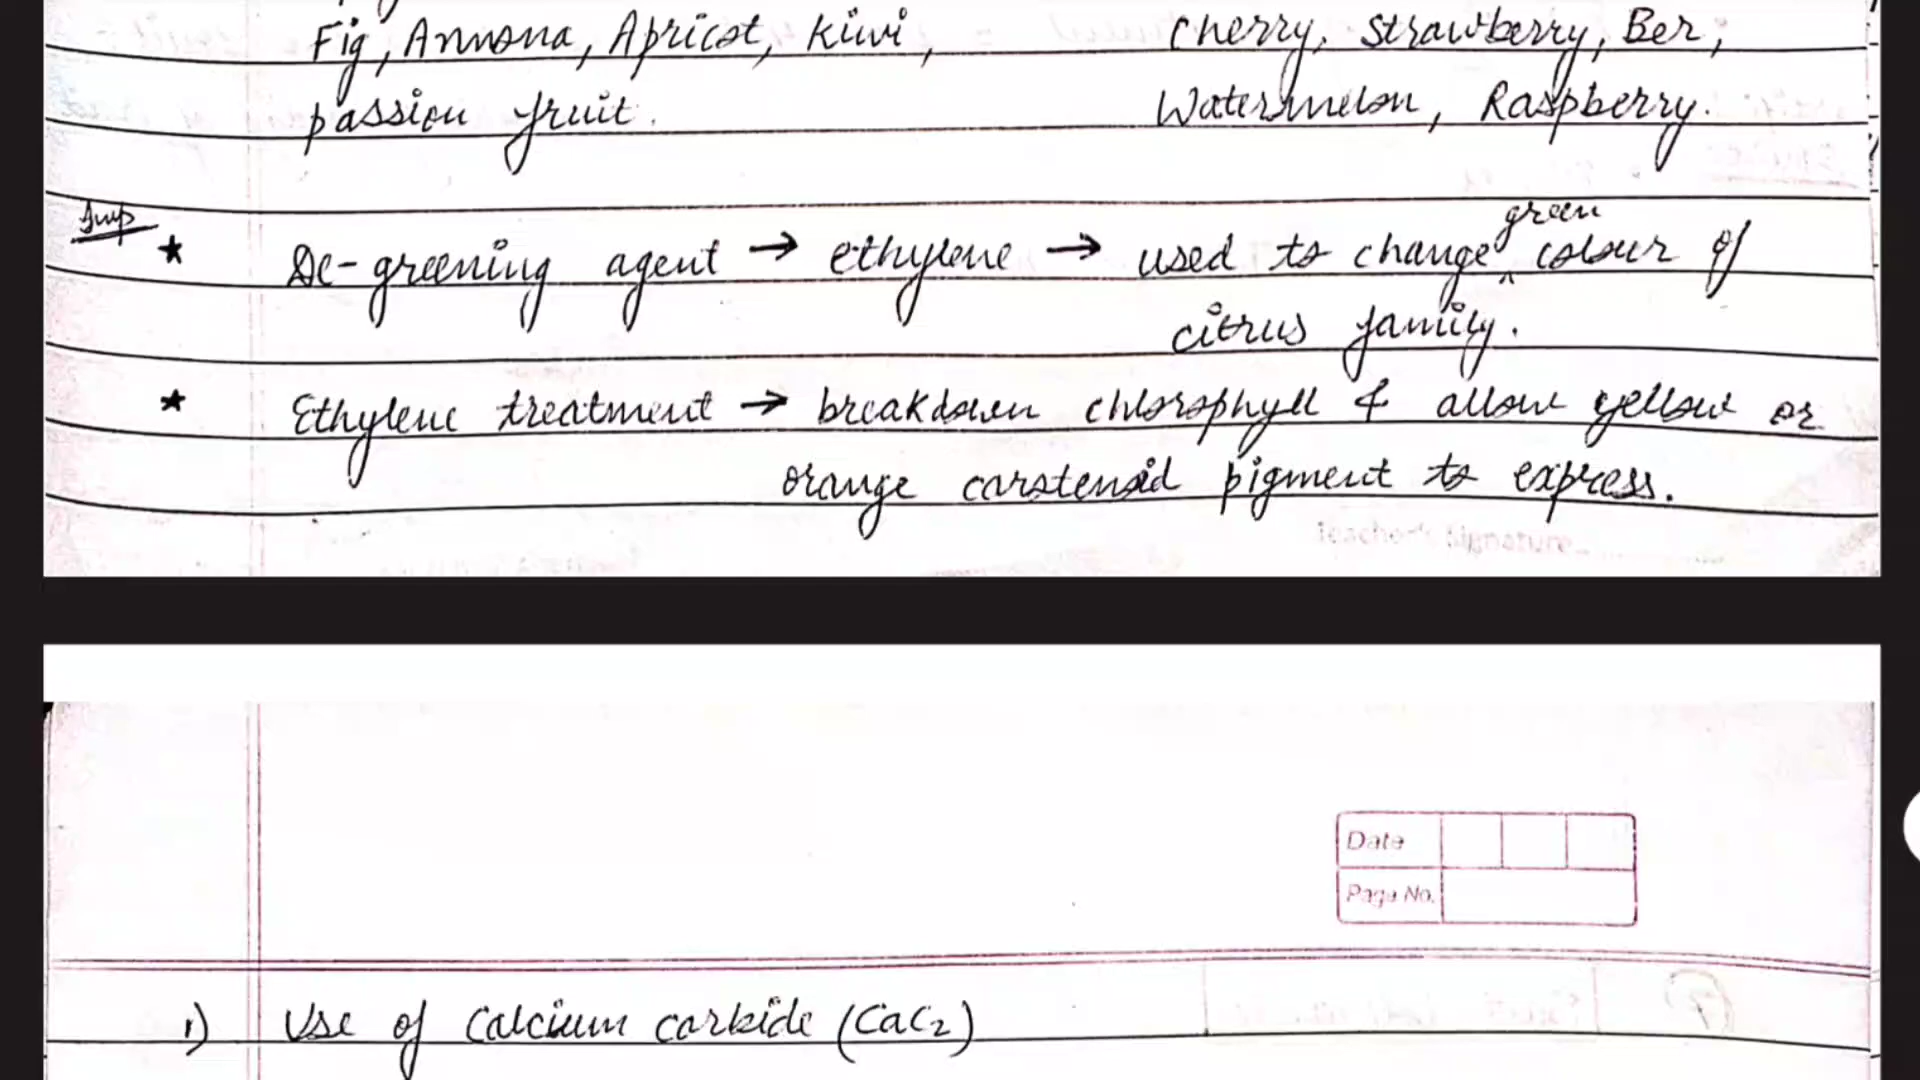 Fig, Annona, Apricot, Kiwi, Cherry, Strawberry, Ber,
passion fruit. Watermelon, Raspberry.
Imp
green
★ De-greening agent → ethylene → used to change ^ colour of
citrus family.
★ Ethylene treatment → breakdown chlorophyll & allow yellow or
orange carotenoid pigment to express.
Teacher's Signature
Date
Page No.
1) Use of Calcium carbide (CaC2)